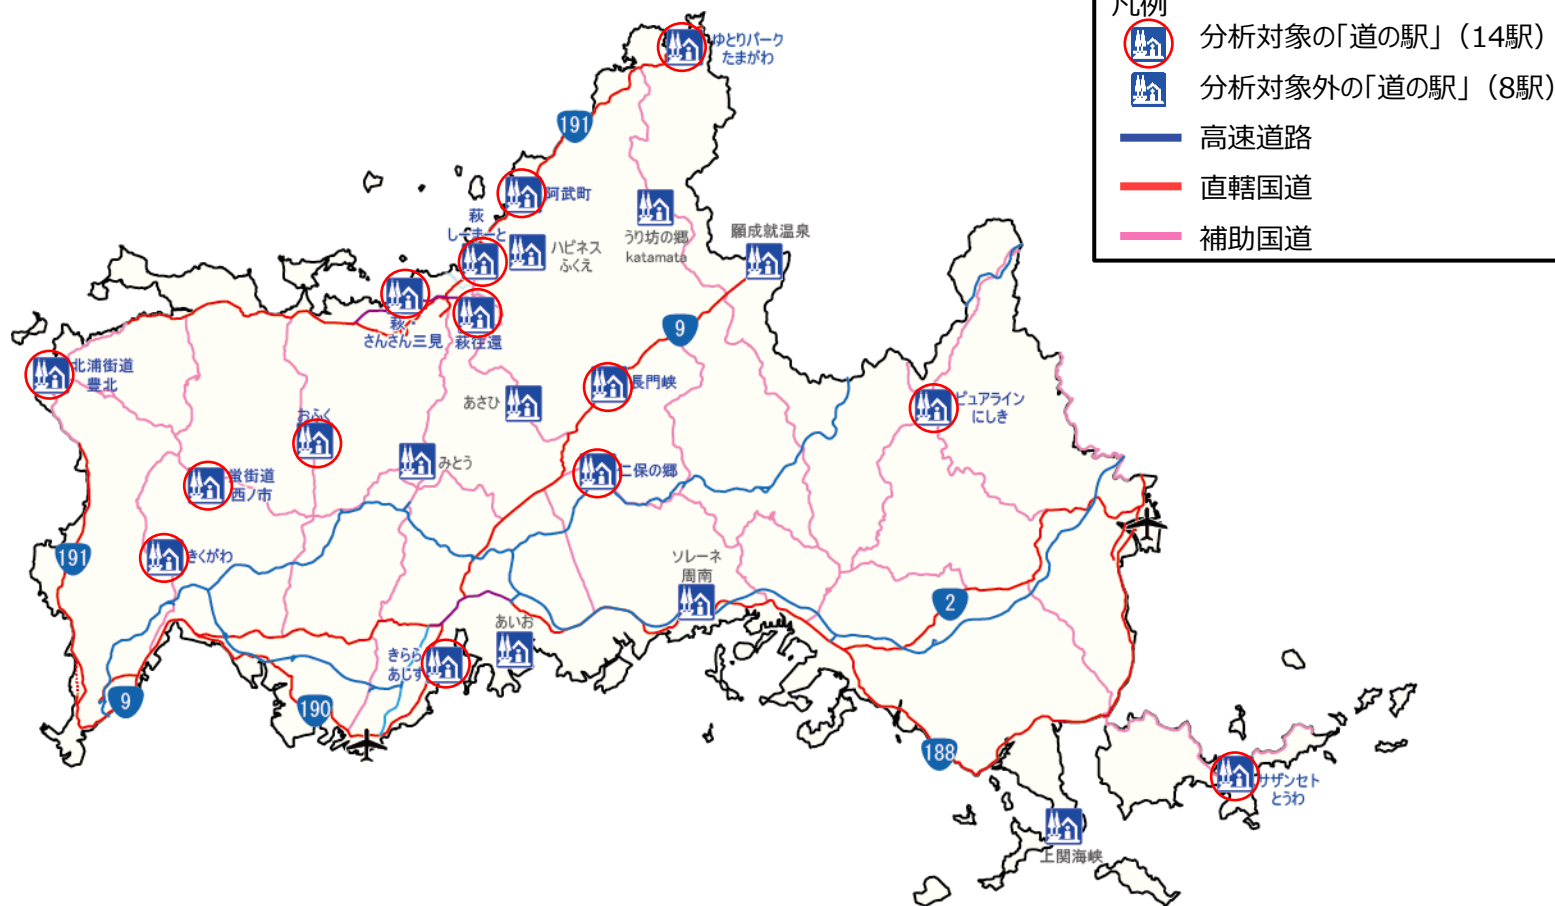 凡例
分析対象の「道の駅」（14駅）
分析対象外の「道の駅」（8駅）
高速道路
直轄国道
補助国道
ゆとりパーク
たまがわ
191
阿武町
萩
しーまーと
ハピネス
ふくえ
うり坊の郷
katamata
願成就温泉
萩・
さんさん三見
萩往還
9
北浦街道
豊北
長門峡
あさひ
ピュアライン
にしき
おふく
みとう
仁保の郷
蛍街道
西ノ市
きくがわ
191
ソレーネ
周南
2
あいお
きらら
あじす
9
190
188
サザンセト
とうわ
上関海峡